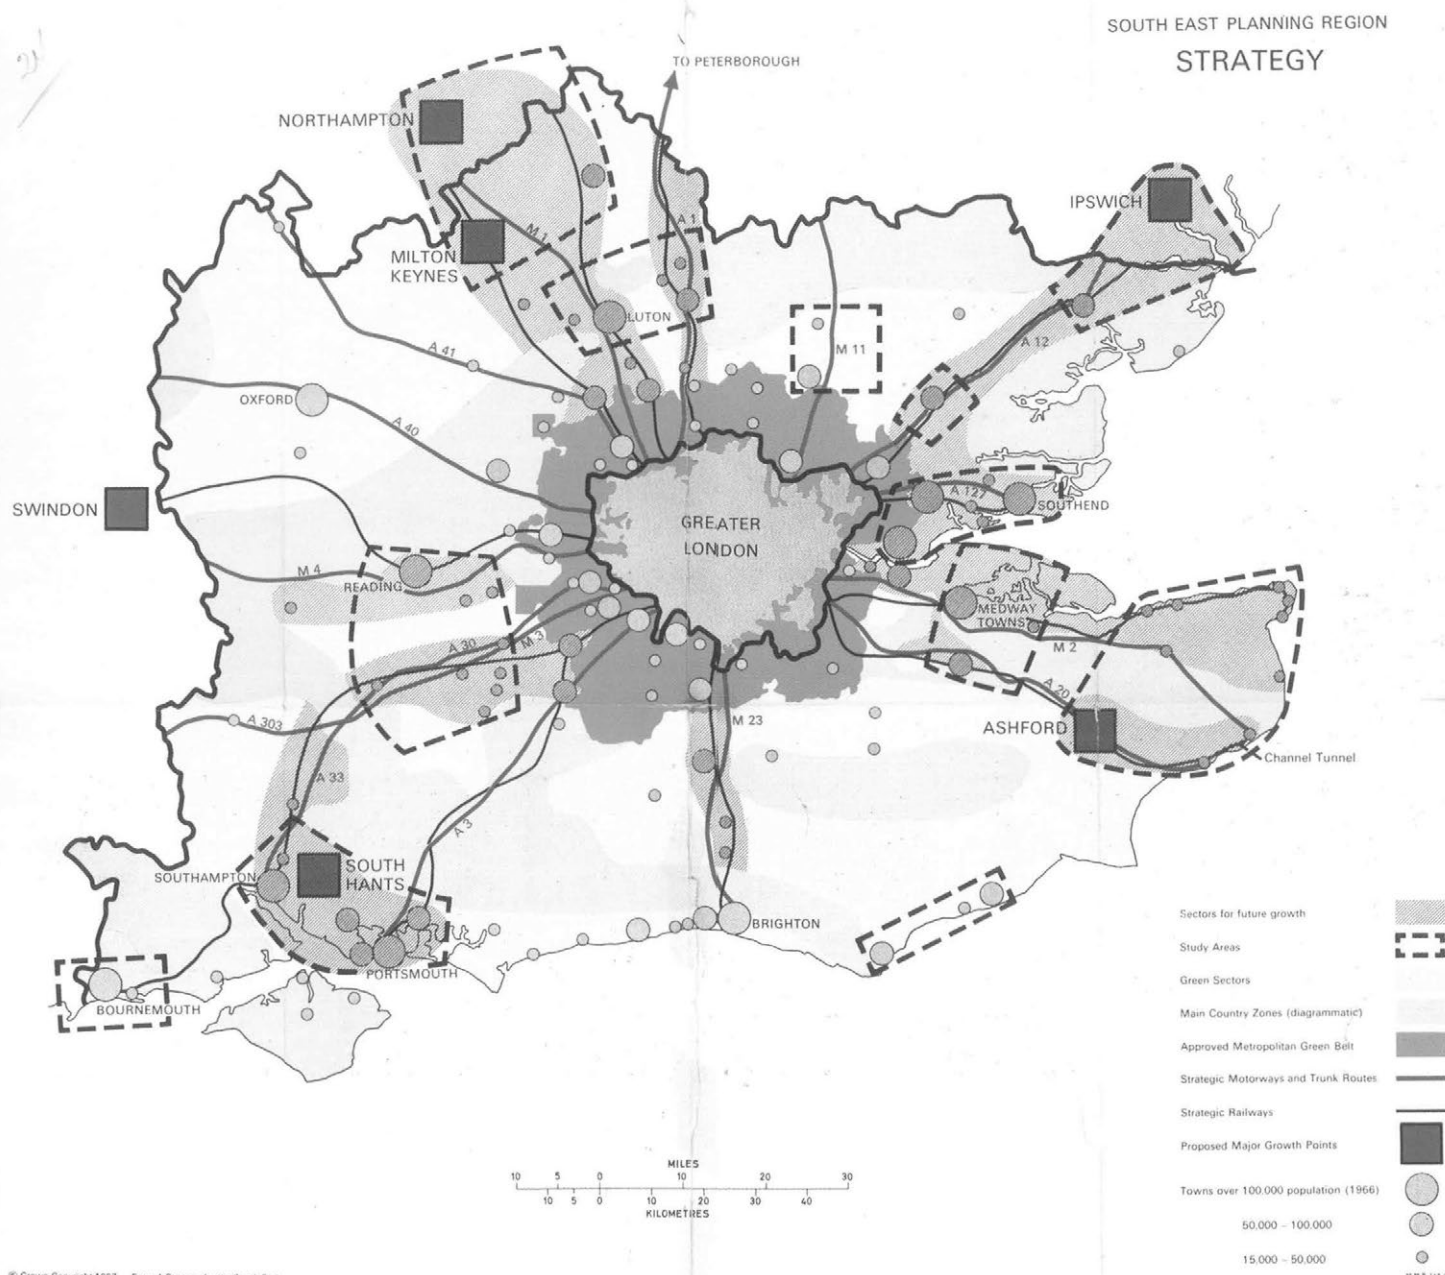 SOUTH EAST PLANNING REGION
STRATEGY
TO PETERBOROUGH
NORTHAMPTON
IPSWICH
A 1
M 1
MILTON
KEYNES
LUTON
A 41
M 11
A 12
OXFORD
A 40
SWINDON
A 127
SOUTHEND
GREATER
LONDON
M 4
READING
MEDWAY
TOWNS
A 30
M 3
M 2
A 20
A 303
M 23
ASHFORD
Channel Tunnel
A 33
A 3
SOUTH
HANTS
SOUTHAMPTON
BRIGHTON
PORTSMOUTH
BOURNEMOUTH
Sectors for future growth
Study Areas
Green Sectors
Main Country Zones (diagrammatic)
Approved Metropolitan Green Belt
Strategic Motorways and Trunk Routes
Strategic Railways
Proposed Major Growth Points
Towns over 100,000 population (1966)
50,000 - 100,000
15,000 - 50,000
MILES
10 5 0 10 20 30
10 5 0 10 20 30 40
KILOMETRES